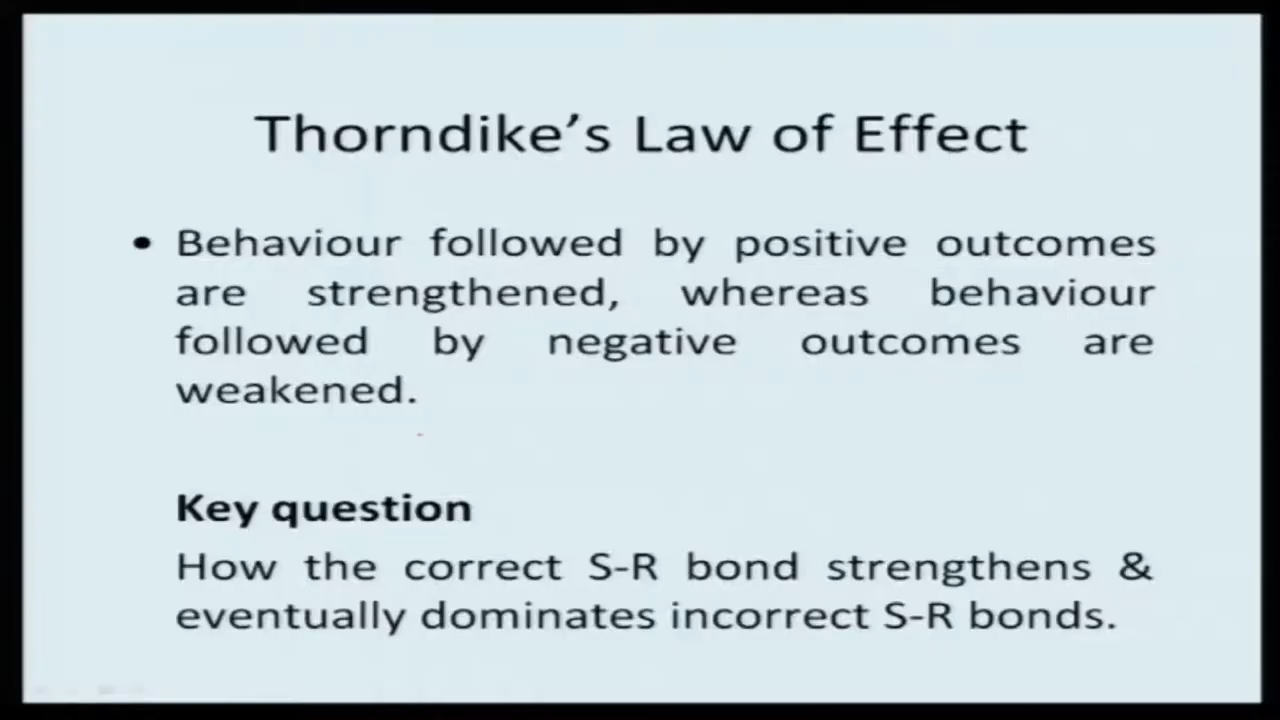 Thorndike's Law of Effect
• Behaviour followed by positive outcomes
are strengthened, whereas behaviour
followed by negative outcomes are
weakened.
Key question
How the correct S-R bond strengthens &
eventually dominates incorrect S-R bonds.